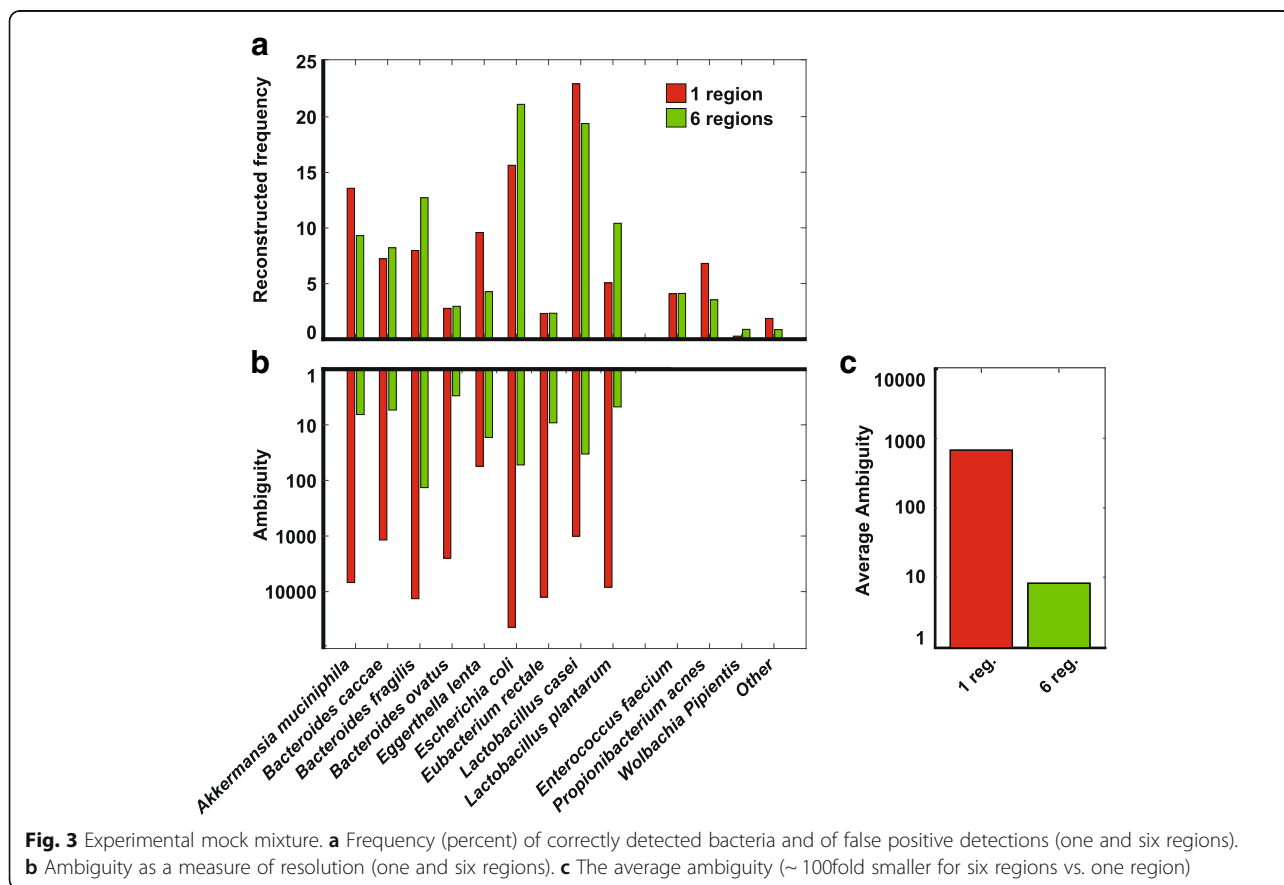 a
25
20
15
10
5
0
Reconstructed frequency
1 region
6 regions
b
1
10
100
1000
10000
Ambiguity
Akkermansia muciniphila
Bacteroides caccae
Bacteroides fragilis
Bacteroides ovatus
Eggerthella lenta
Escherichia coli
Eubacterium rectale
Lactobacillus casei
Lactobacillus plantarum
Enterococcus faecium
Propionibacterium acnes
Wolbachia Pipientis
Other
c
10000
1000
100
10
1
Average Ambiguity
1 reg.
6 reg.
Fig. 3 Experimental mock mixture. a Frequency (percent) of correctly detected bacteria and of false positive detections (one and six regions).
b Ambiguity as a measure of resolution (one and six regions). c The average ambiguity (~ 100fold smaller for six regions vs. one region)